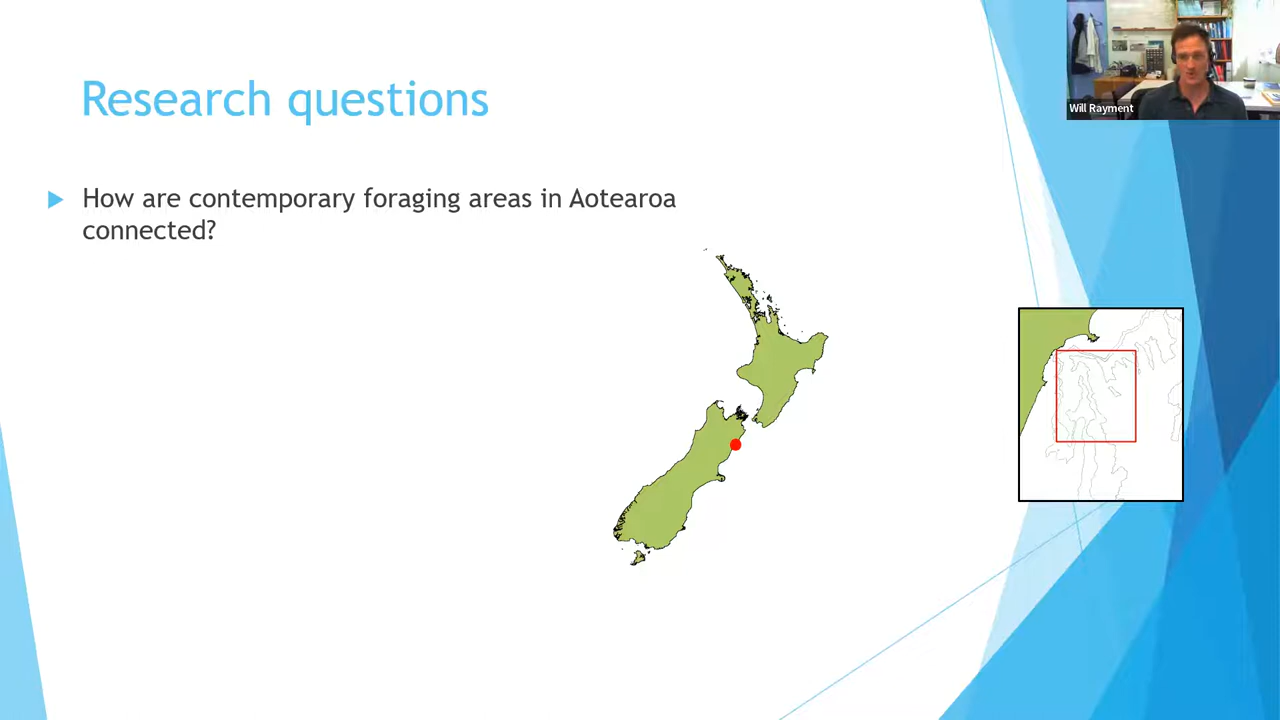 Research questions
How are contemporary foraging areas in Aotearoa
connected?
Will Rayment